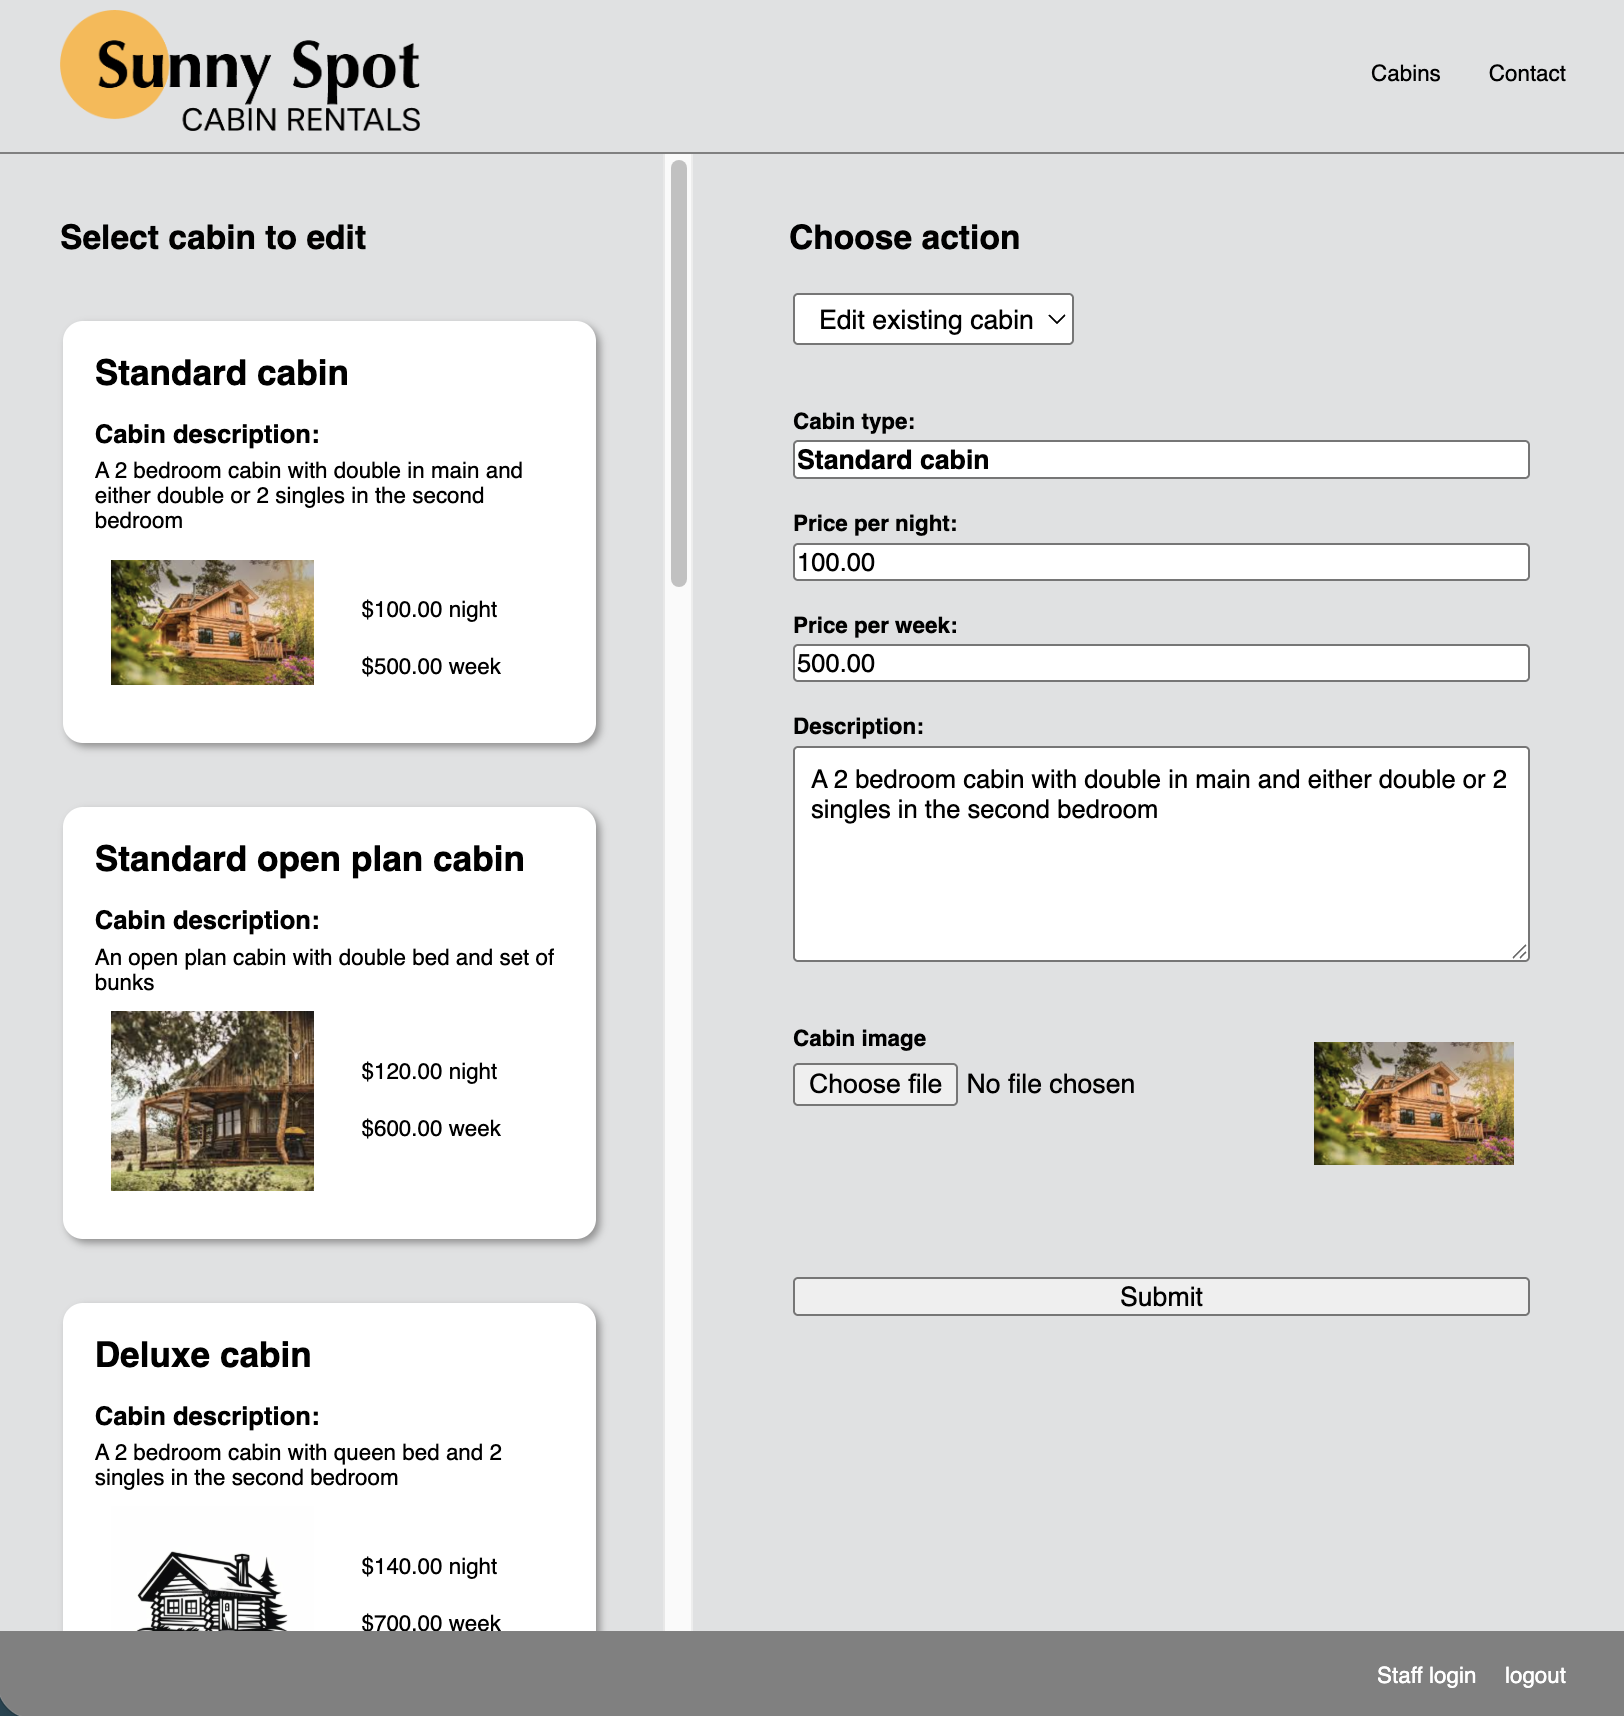 Sunny Spot
CABIN RENTALS
Cabins
Contact
Select cabin to edit
Standard cabin
Cabin description:
A 2 bedroom cabin with double in main and
either double or 2 singles in the second
bedroom
$100.00 night
$500.00 week
Standard open plan cabin
Cabin description:
An open plan cabin with double bed and set of
bunks
$120.00 night
$600.00 week
Deluxe cabin
Cabin description:
A 2 bedroom cabin with queen bed and 2
singles in the second bedroom
$140.00 night
$700.00 week
Choose action
Edit existing cabin
Cabin type:
Standard cabin
Price per night:
100.00
Price per week:
500.00
Description:
A 2 bedroom cabin with double in main and either double or 2
singles in the second bedroom
Cabin image
Choose file No file chosen
Submit
Staff login
logout